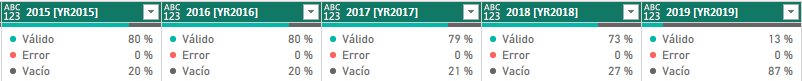 ABC 123 2015 [YR2015] ABC 123 2016 [YR2016] ABC 123 2017 [YR2017] ABC 123 2018 [YR2018] ABC 123 2019 [YR2019]
Válido 80 % Válido 80 % Válido 79 % Válido 73 % Válido 13 %
Error 0 % Error 0 % Error 0 % Error 0 % Error 0 %
Vacío 20 % Vacío 20 % Vacío 21 % Vacío 27 % Vacío 87 %